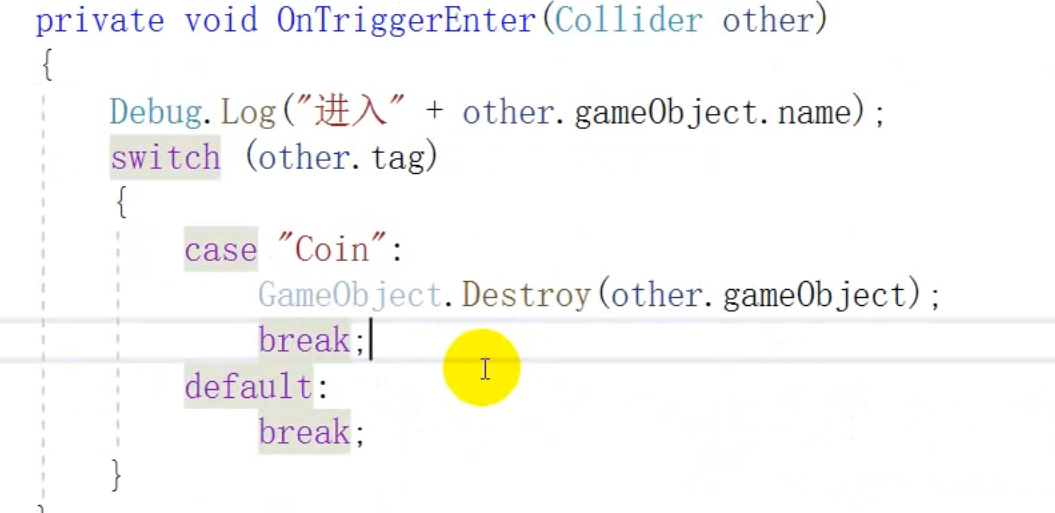 private void OnTriggerEnter(Collider other)
{
Debug.Log("进入" + other.gameObject.name);
switch (other.tag)
{
case "Coin":
GameObject.Destroy(other.gameObject);
break;
default:
break;
}